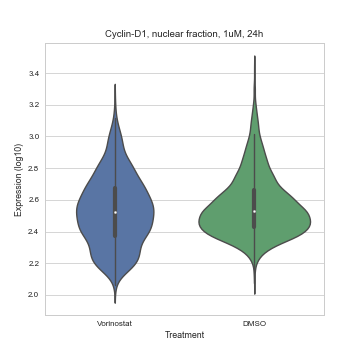 Cyclin-D1, nuclear fraction, 1uM, 24h
3.4
3.2
3.0
2.8
2.6
2.4
2.2
2.0
Expression (log10)
Vorinostat DMSO
Treatment